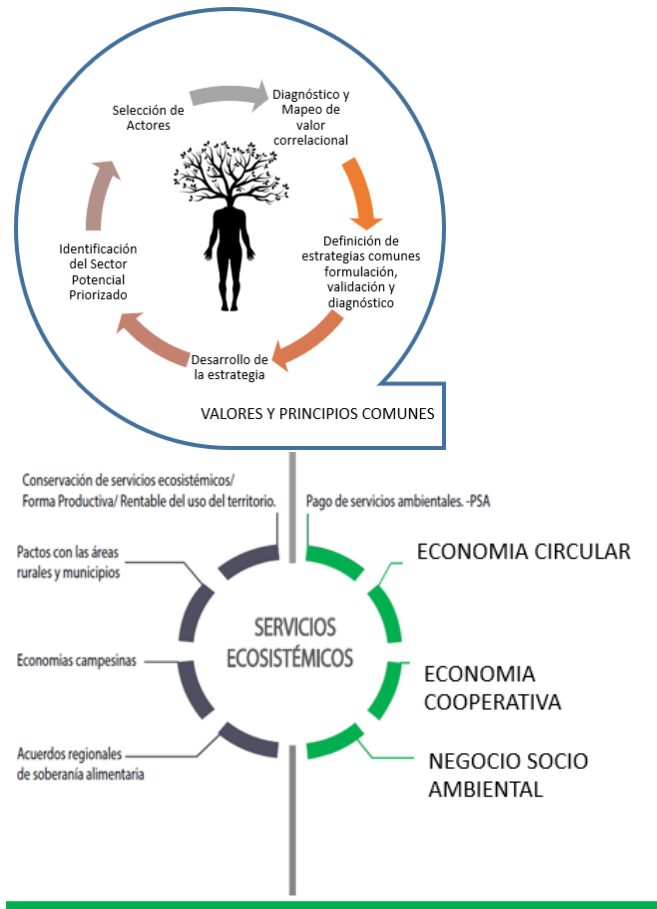 Selección de
Actores
Diagnóstico y
Mapeo de
valor
correlacional
Definición de
estrategias comunes
formulación,
validación y
diagnóstico
Desarrollo de
la estrategia
Identificación
del Sector
Potencial
Priorizado
VALORES Y PRINCIPIOS COMUNES
Conservación de servicios ecosistémicos/
Forma Productiva/ Rentable del uso del territorio.
Pago de servicios ambientales. -PSA
Pactos con las áreas
rurales y municipios
ECONOMIA CIRCULAR
SERVICIOS
ECOSISTÉMICOS
Economias campesinas
ECONOMIA
COOPERATIVA
Acuerdos regionales
de soberanía alimentaria
NEGOCIO SOCIO
AMBIENTAL